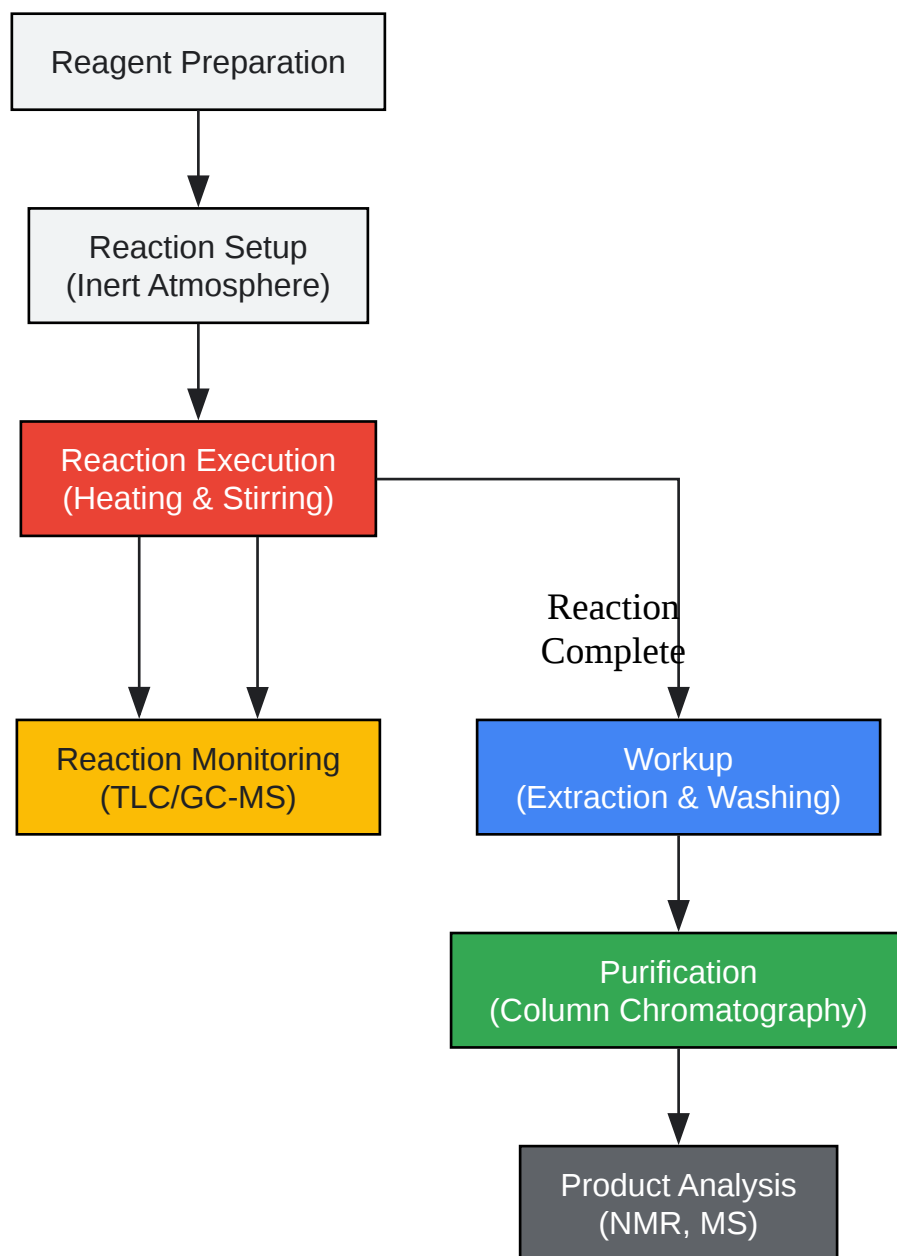 Reagent Preparation
Reaction Setup
(Inert Atmosphere)
Reaction Execution
(Heating & Stirring)
Reaction
Complete
Reaction Monitoring
(TLC/GC-MS)
Workup
(Extraction & Washing)
Purification
(Column Chromatography)
Product Analysis
(NMR, MS)